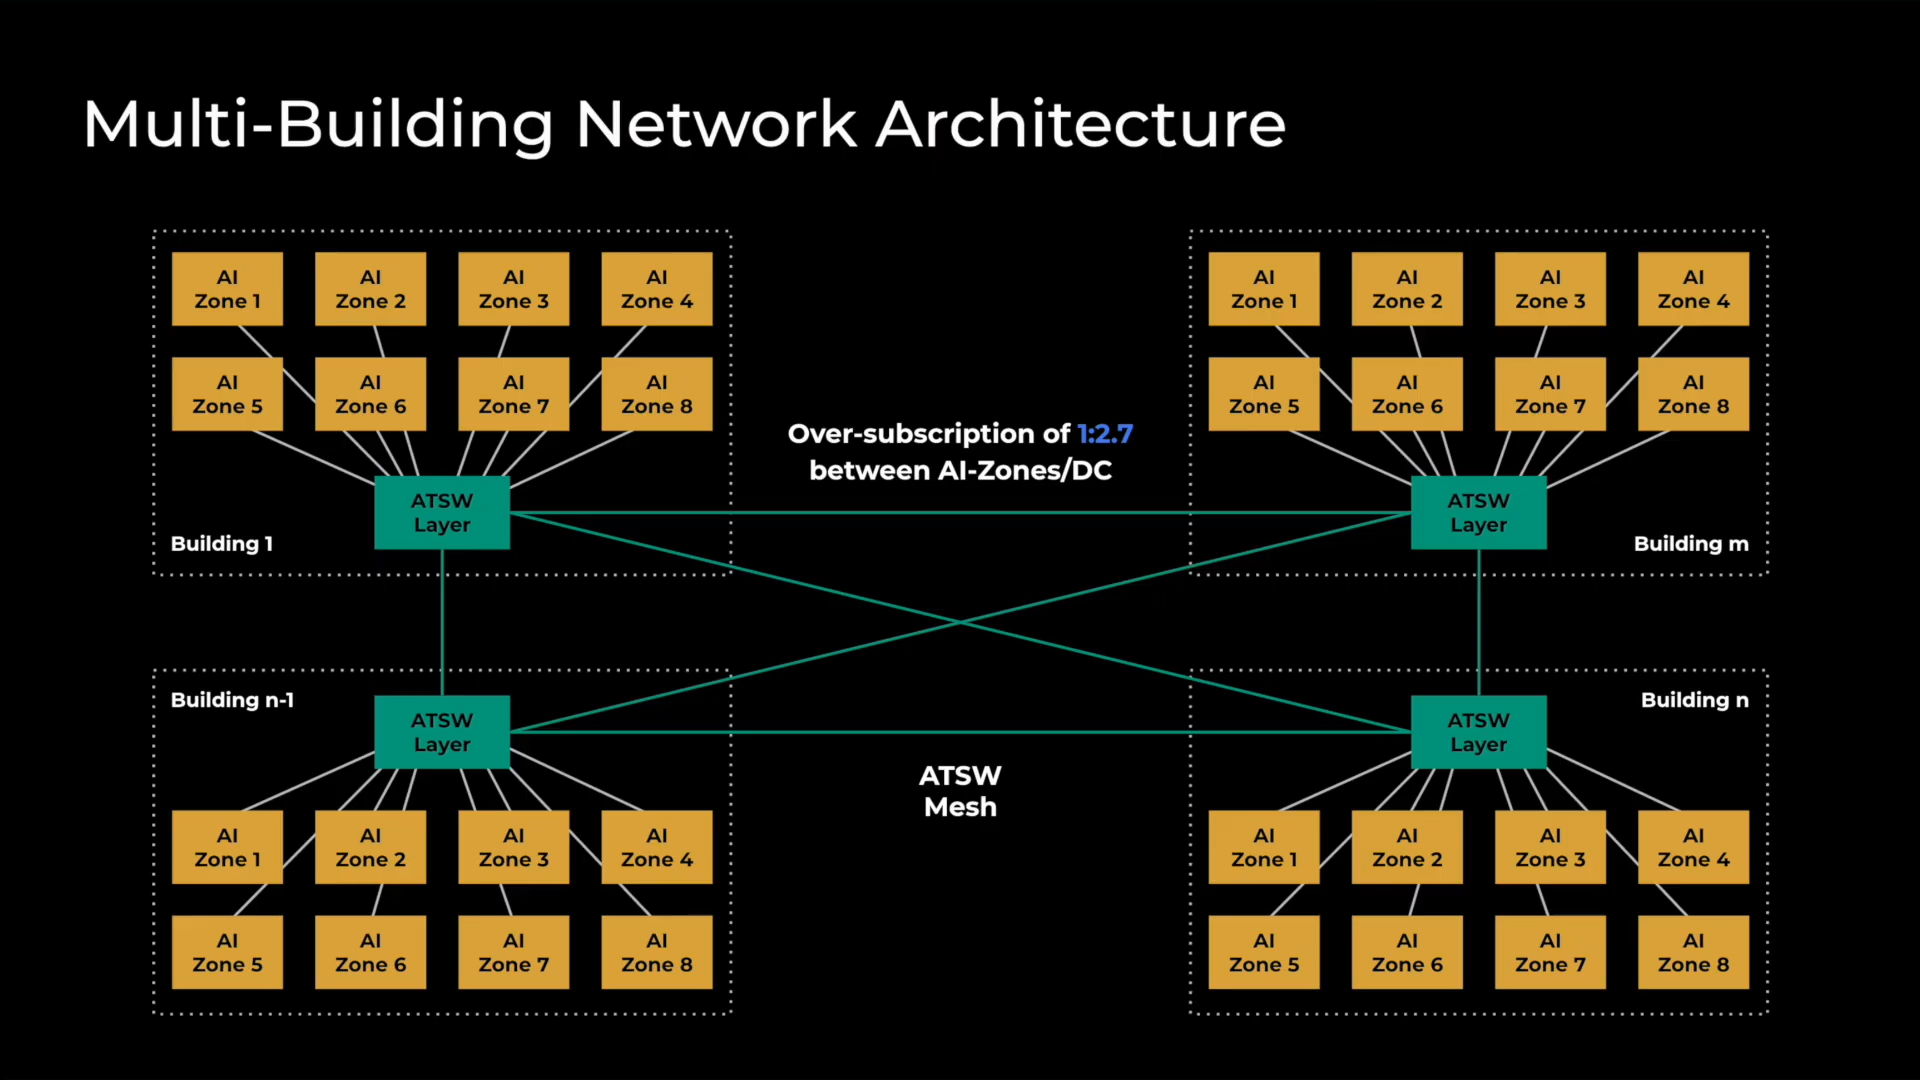 Multi-Building Network Architecture
AI
Zone 1
AI
Zone 2
AI
Zone 3
AI
Zone 4
AI
Zone 5
AI
Zone 6
AI
Zone 7
AI
Zone 8
ATSW
Layer
Building 1
Over-subscription of 1:2.7
between AI-Zones/DC
AI
Zone 1
AI
Zone 2
AI
Zone 3
AI
Zone 4
AI
Zone 5
AI
Zone 6
AI
Zone 7
AI
Zone 8
ATSW
Layer
Building m
Building n-1
ATSW
Layer
AI
Zone 1
AI
Zone 2
AI
Zone 3
AI
Zone 4
AI
Zone 5
AI
Zone 6
AI
Zone 7
AI
Zone 8
ATSW
Mesh
ATSW
Layer
Building n
AI
Zone 1
AI
Zone 2
AI
Zone 3
AI
Zone 4
AI
Zone 5
AI
Zone 6
AI
Zone 7
AI
Zone 8